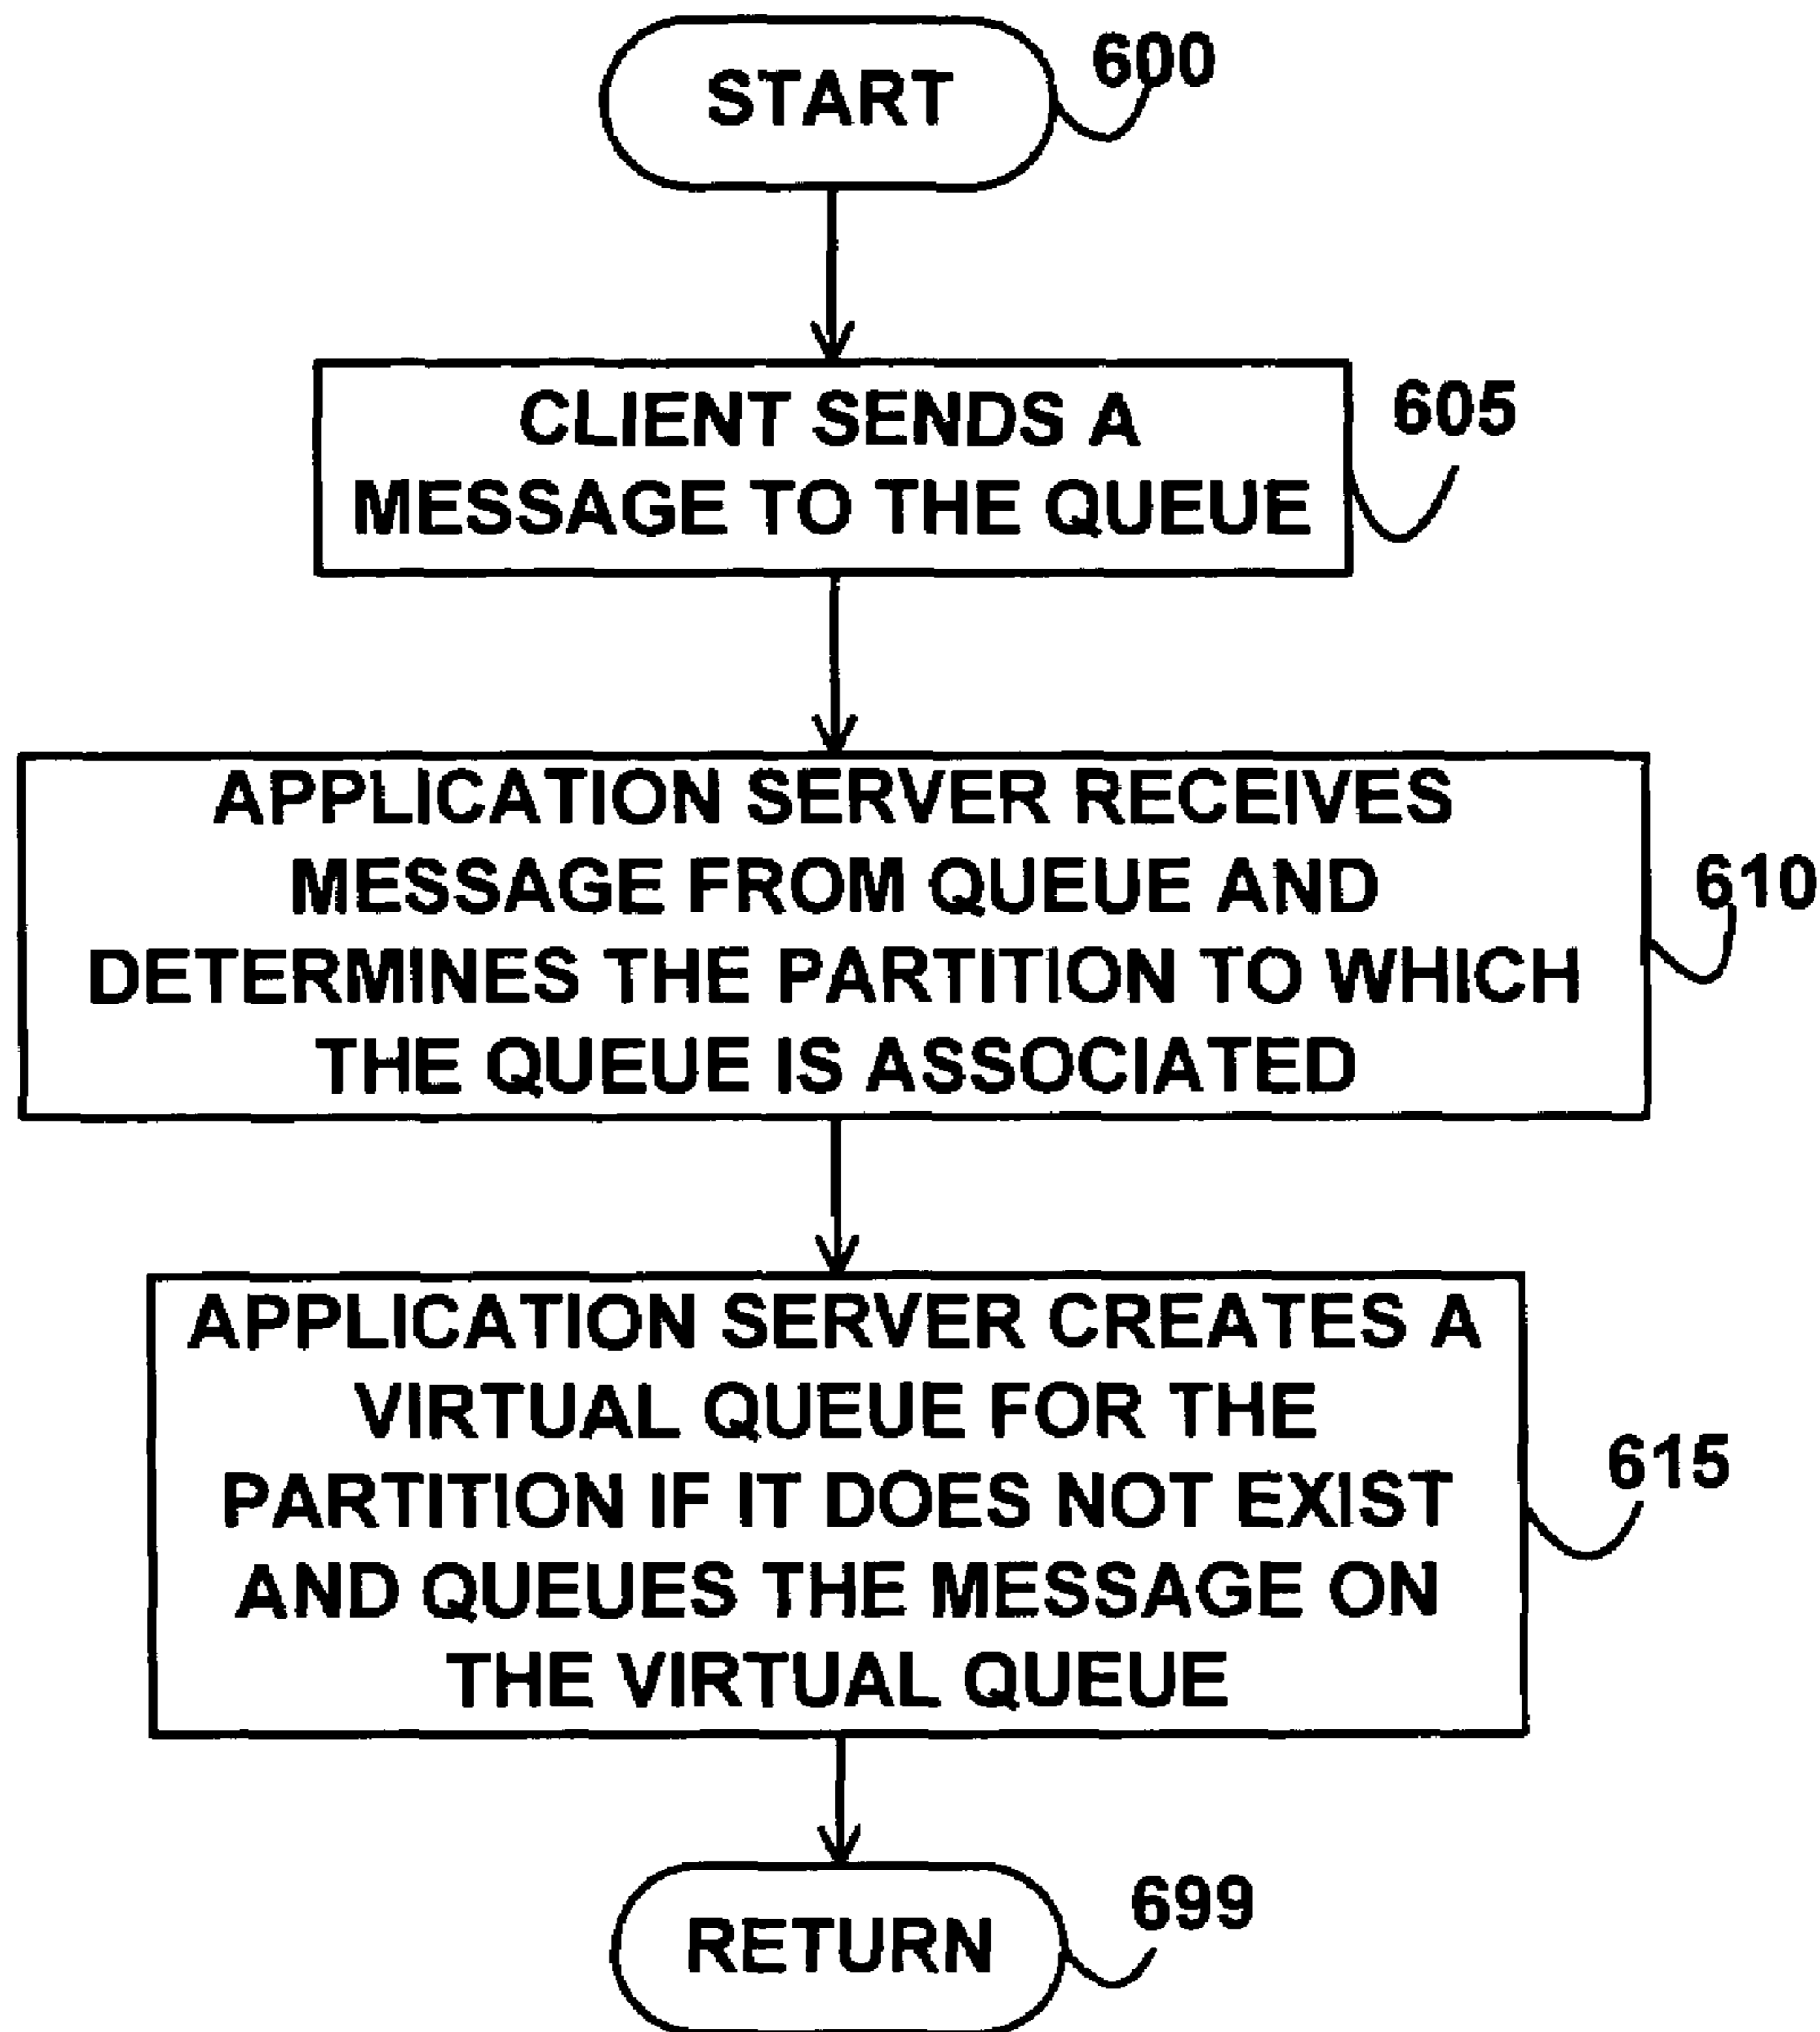 START
600
CLIENT SENDS A
MESSAGE TO THE QUEUE
605
APPLICATION SERVER RECEIVES
MESSAGE FROM QUEUE AND
DETERMINES THE PARTITION TO WHICH
THE QUEUE IS ASSOCIATED
610
APPLICATION SERVER CREATES A
VIRTUAL QUEUE FOR THE
PARTITION IF IT DOES NOT EXIST
AND QUEUES THE MESSAGE ON
THE VIRTUAL QUEUE
615
RETURN
699